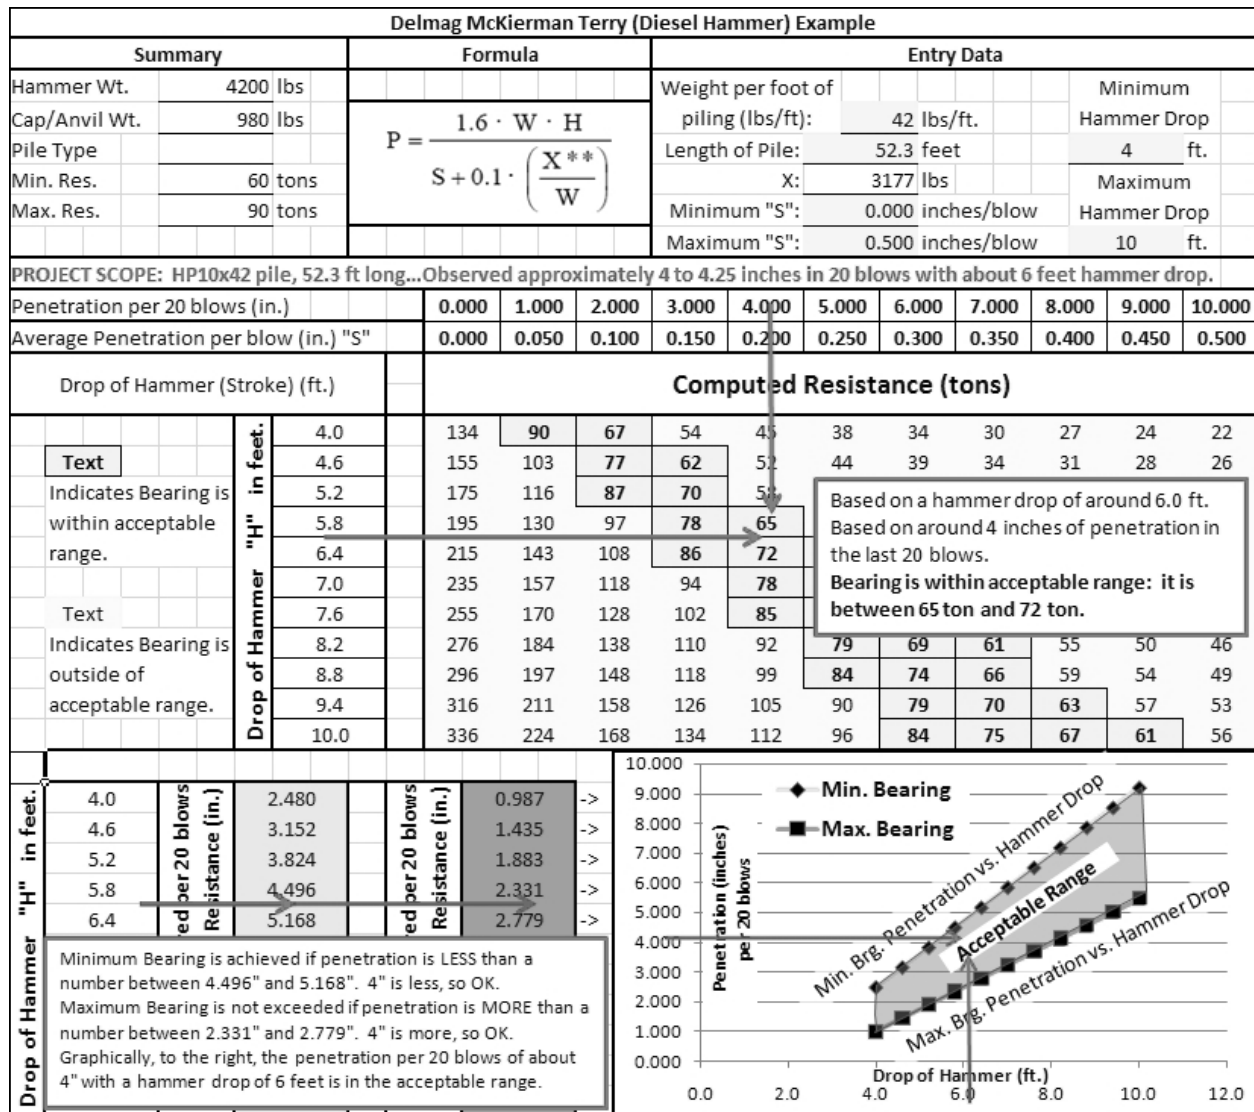 Delmag McKierman Terry (Diesel Hammer) Example
Summary Formula Entry Data
Hammer Wt. 4200 lbs
Cap/Anvil Wt. 980 lbs
Pile Type
Min. Res. 60 tons
Max. Res. 90 tons
P = 1.6 · W · H / S + 0.1 · ( X ** / W )
Weight per foot of
piling (lbs/ft): 42 lbs/ft.
Length of Pile: 52.3 feet
X: 3177 lbs
Minimum "S": 0.000 inches/blow
Maximum "S": 0.500 inches/blow
Minimum
Hammer Drop
4 ft.
Maximum
Hammer Drop
10 ft.
PROJECT SCOPE: HP10x42 pile, 52.3 ft long...Observed approximately 4 to 4.25 inches in 20 blows with about 6 feet hammer drop.
Penetration per 20 blows (in.) 0.000 1.000 2.000 3.000 4.000 5.000 6.000 7.000 8.000 9.000 10.000
Average Penetration per blow (in.) "S" 0.000 0.050 0.100 0.150 0.200 0.250 0.300 0.350 0.400 0.450 0.500
Drop of Hammer (Stroke) (ft.) Computed Resistance (tons)
Text
Indicates Bearing is
within acceptable
range.
Text
Indicates Bearing is
outside of
acceptable range.
Drop of Hammer "H" in feet.
4.0 134 90 67 54 45 38 34 30 27 24 22
4.6 155 103 77 62 52 44 39 34 31 28 26
5.2 175 116 87 70 58
5.8 195 130 97 78 65
6.4 215 143 108 86 72
7.0 235 157 118 94 78
7.6 255 170 128 102 85
8.2 276 184 138 110 92 79 69 61 55 50 46
8.8 296 197 148 118 99 84 74 66 59 54 49
9.4 316 211 158 126 105 90 79 70 63 57 53
10.0 336 224 168 134 112 96 84 75 67 61 56
Based on a hammer drop of around 6.0 ft.
Based on around 4 inches of penetration in
the last 20 blows.
Bearing is within acceptable range: it is
between 65 ton and 72 ton.
Drop of Hammer "H" in feet.
ed per 20 blows
Resistance (in.)
ed per 20 blows
Resistance (in.)
4.0 2.480 0.987 ->
4.6 3.152 1.435 ->
5.2 3.824 1.883 ->
5.8 4.496 2.331 ->
6.4 5.168 2.779 ->
Minimum Bearing is achieved if penetration is LESS than a
number between 4.496" and 5.168". 4" is less, so OK.
Maximum Bearing is not exceeded if penetration is MORE than a
number between 2.331" and 2.779". 4" is more, so OK.
Graphically, to the right, the penetration per 20 blows of about
4" with a hammer drop of 6 feet is in the acceptable range.
10.000
9.000
8.000
7.000
6.000
5.000
4.000
3.000
2.000
1.000
0.000
Penetration (inches)
per 20 blows
Min. Bearing
Max. Bearing
Min. Brg. Penetration vs. Hammer Drop
Acceptable Range
Max. Brg. Penetration vs. Hammer Drop
Drop of Hammer (ft.)
0.0 2.0 4.0 6.0 8.0 10.0 12.0